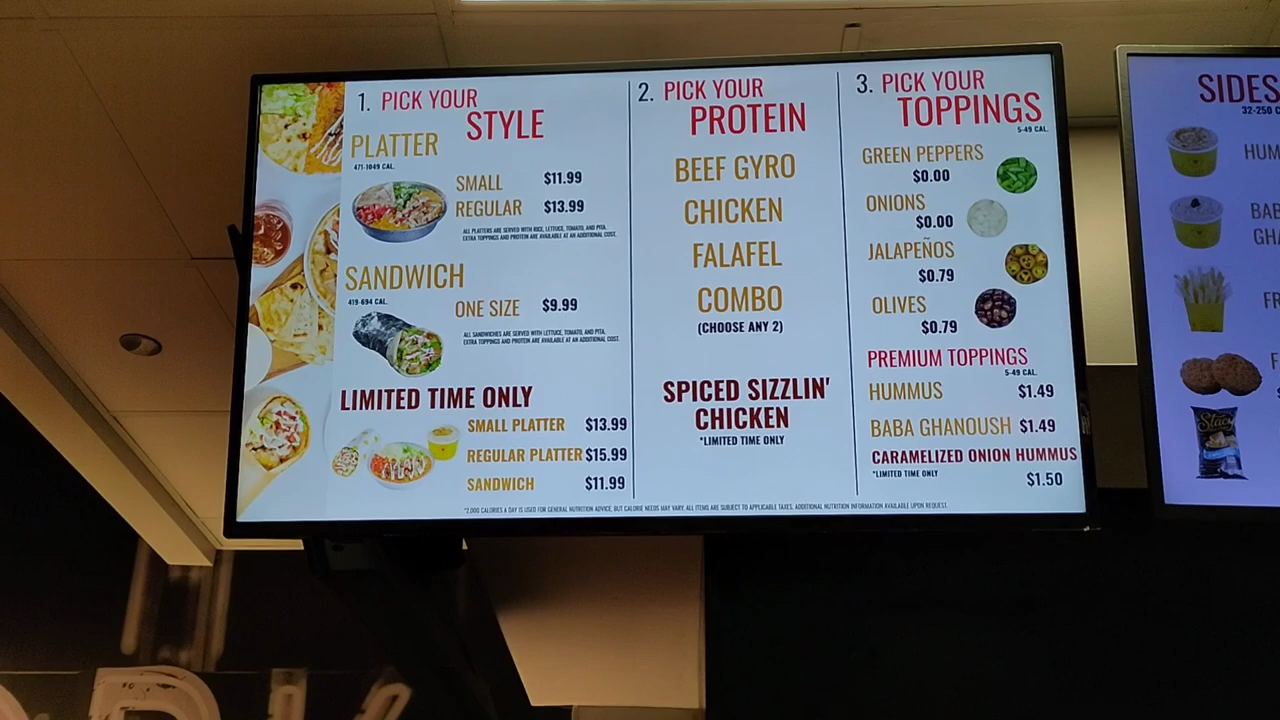 1. PICK YOUR
STYLE
PLATTER
471-1049 CAL.
SMALL $11.99
REGULAR $13.99
ALL PLATTERS ARE SERVED WITH RICE, LETTUCE, TOMATO, AND PITA.
EXTRA TOPPINGS AND PROTEIN ARE AVAILABLE AT AN ADDITIONAL COST.
SANDWICH
419-694 CAL.
ONE SIZE $9.99
ALL SANDWICHES ARE SERVED WITH LETTUCE, TOMATO, AND PITA.
EXTRA TOPPINGS AND PROTEIN ARE AVAILABLE AT AN ADDITIONAL COST.
LIMITED TIME ONLY
SMALL PLATTER $13.99
REGULAR PLATTER $15.99
SANDWICH $11.99
2. PICK YOUR
PROTEIN
BEEF GYRO
CHICKEN
FALAFEL
COMBO
(CHOOSE ANY 2)
SPICED SIZZLIN'
CHICKEN
*LIMITED TIME ONLY
3. PICK YOUR
TOPPINGS
5-49 CAL.
GREEN PEPPERS
$0.00
ONIONS
$0.00
JALAPEÑOS
$0.79
OLIVES
$0.79
PREMIUM TOPPINGS
5-49 CAL.
HUMMUS $1.49
BABA GHANOUSH $1.49
CARAMELIZED ONION HUMMUS
*LIMITED TIME ONLY
$1.50
*2,000 CALORIES A DAY IS USED FOR GENERAL NUTRITION ADVICE, BUT CALORIE NEEDS MAY VARY. ALL ITEMS ARE SUBJECT TO APPLICABLE TAXES. ADDITIONAL NUTRITION INFORMATION AVAILABLE UPON REQUEST.
SIDES
32-250 C
HUM
BAB
GHA
FR
Stacy